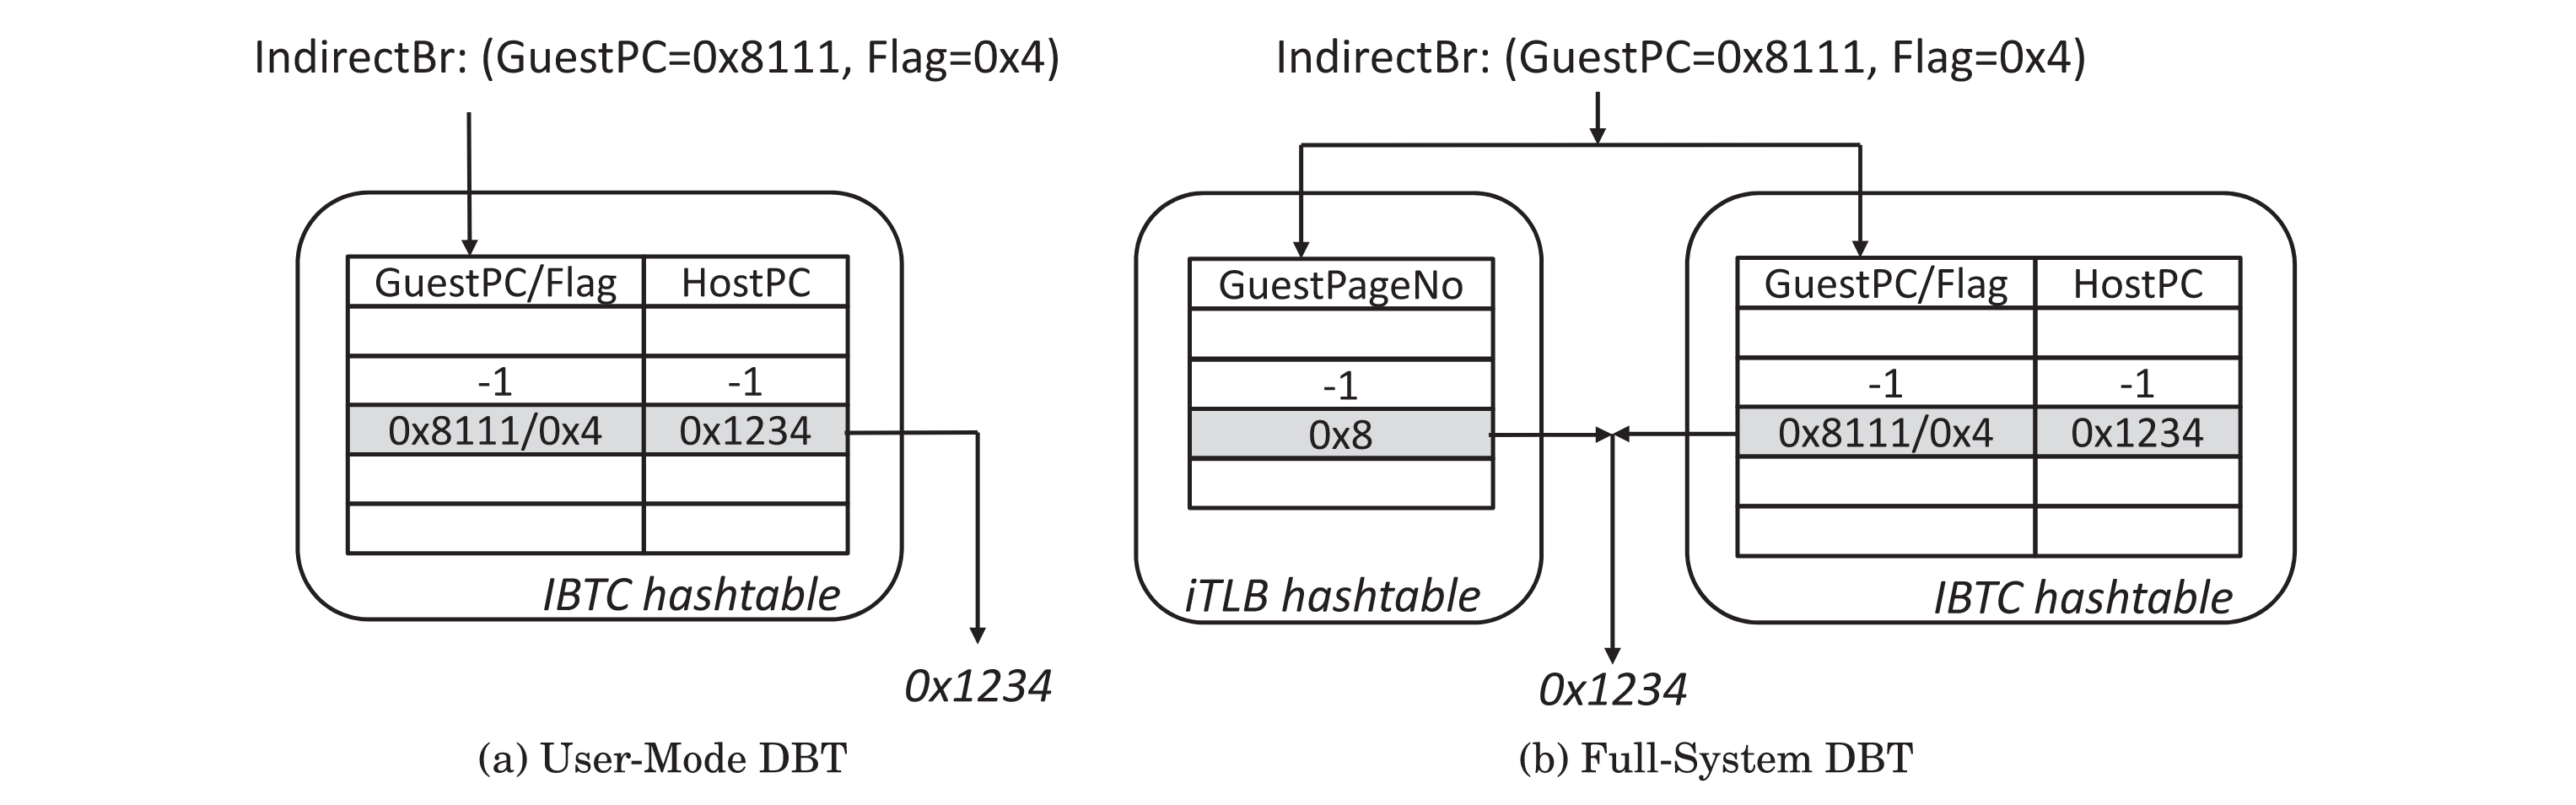 IndirectBr: (GuestPC=0x8111, Flag=0x4)
GuestPC/Flag HostPC
-1 -1
0x8111/0x4 0x1234
IBTC hashtable
0x1234
(a) User-Mode DBT
IndirectBr: (GuestPC=0x8111, Flag=0x4)
GuestPageNo
-1
0x8
iTLB hashtable
GuestPC/Flag HostPC
-1 -1
0x8111/0x4 0x1234
IBTC hashtable
0x1234
(b) Full-System DBT